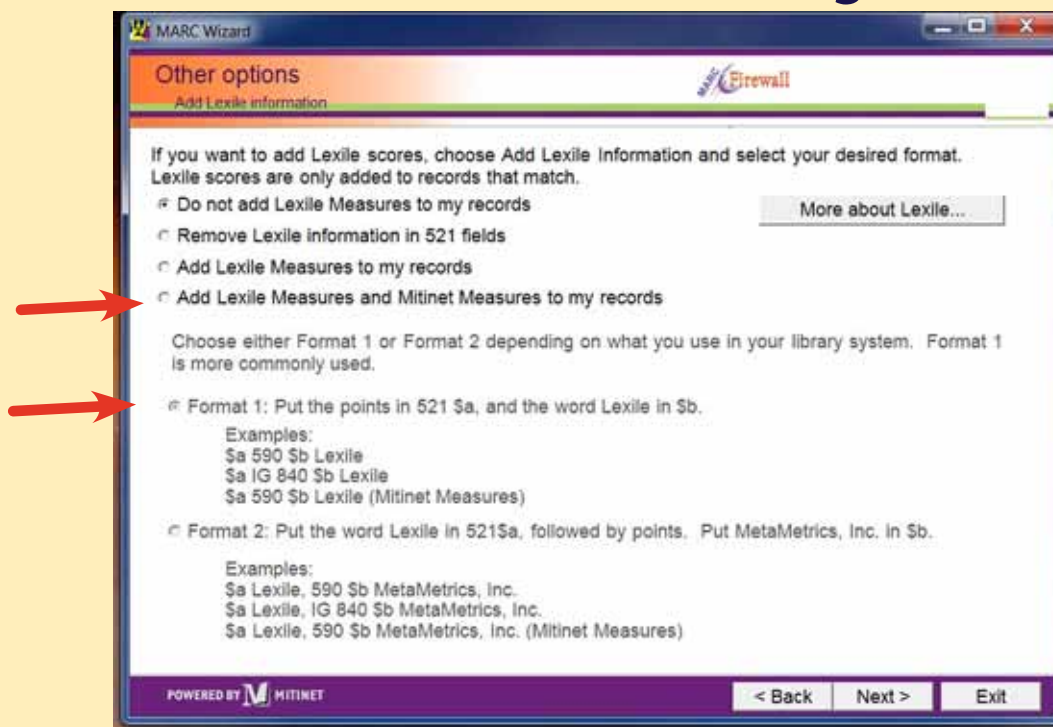 MARC Wizard
Other options
Add Lexile information
MARC Firewall
If you want to add Lexile scores, choose Add Lexile Information and select your desired format.
Lexile scores are only added to records that match.
Do not add Lexile Measures to my records
More about Lexile...
Remove Lexile information in 521 fields
Add Lexile Measures to my records
Add Lexile Measures and Mitinet Measures to my records
Choose either Format 1 or Format 2 depending on what you use in your library system. Format 1
is more commonly used.
Format 1: Put the points in 521 $a, and the word Lexile in $b.
Examples:
$a 590 $b Lexile
$a IG 840 $b Lexile
$a 590 $b Lexile (Mitinet Measures)
Format 2: Put the word Lexile in 521$a, followed by points. Put MetaMetrics, Inc. in $b.
Examples:
$a Lexile, 590 $b MetaMetrics, Inc.
$a Lexile, IG 840 $b MetaMetrics, Inc.
$a Lexile, 590 $b MetaMetrics, Inc. (Mitinet Measures)
POWERED BY M MITINET
< Back Next > Exit